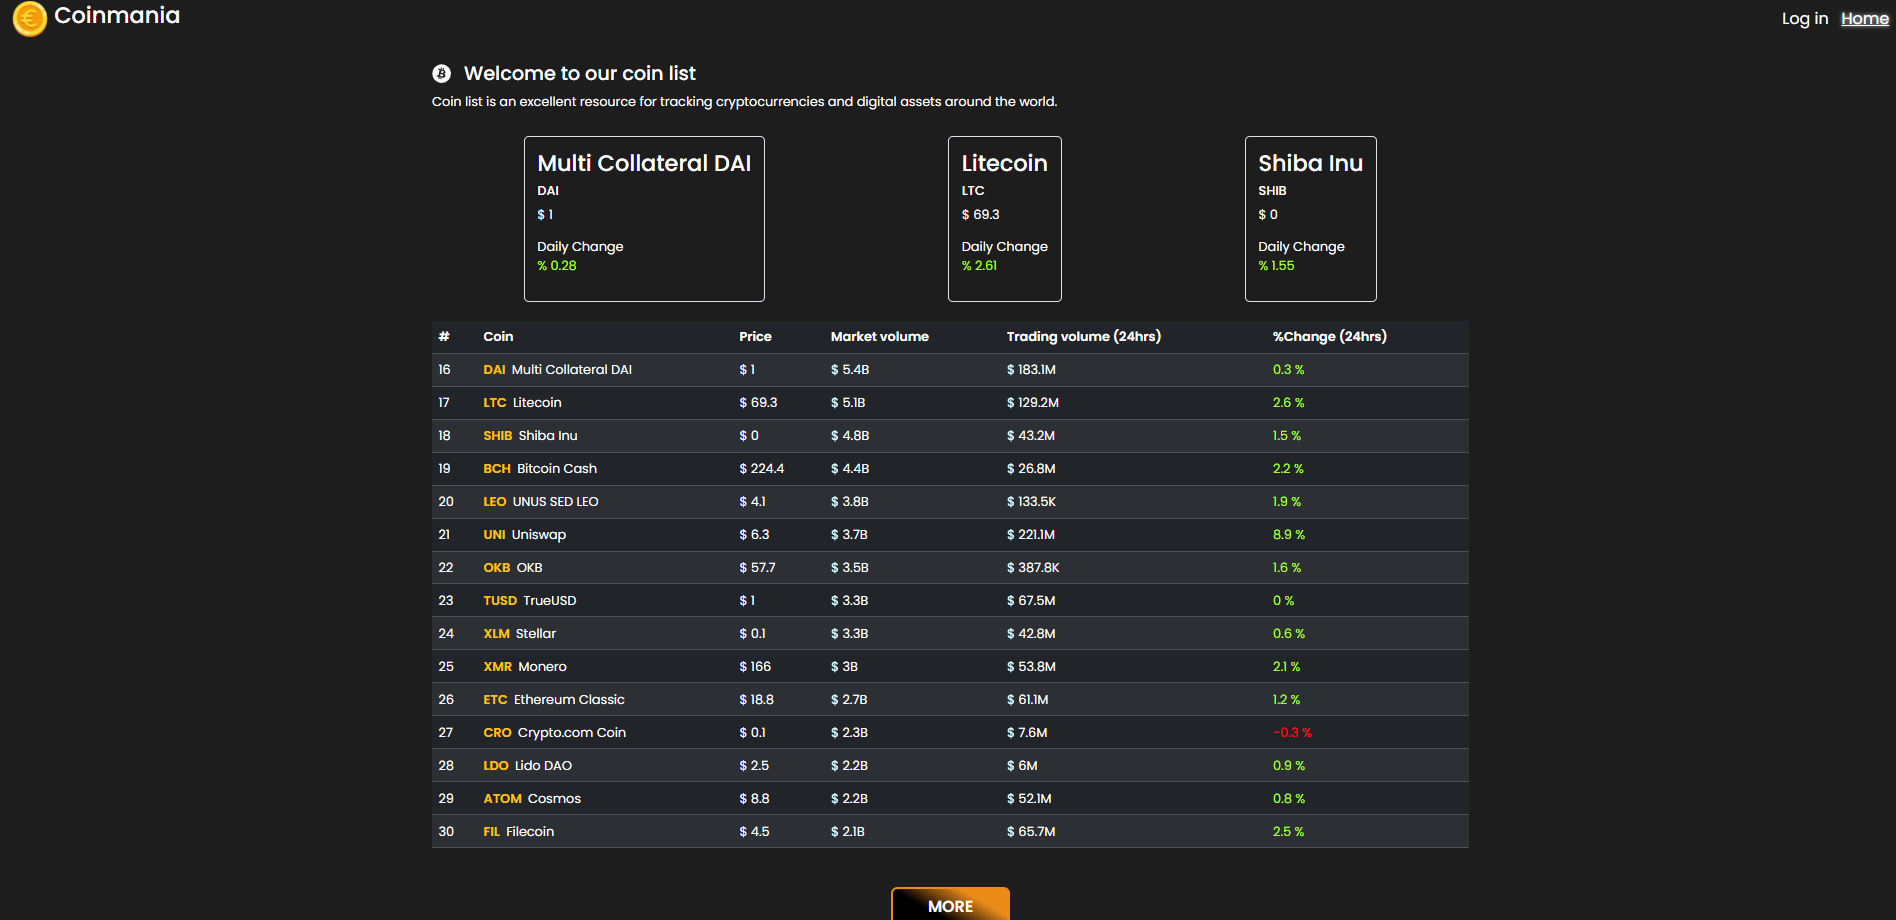 Coinmania
Log in Home
Welcome to our coin list
Coin list is an excellent resource for tracking cryptocurrencies and digital assets around the world.
Multi Collateral DAI
DAI
$ 1
Daily Change
% 0.28
Litecoin
LTC
$ 69.3
Daily Change
% 2.61
Shiba Inu
SHIB
$ 0
Daily Change
% 1.55
# Coin Price Market volume Trading volume (24hrs) %Change (24hrs)
16 DAI Multi Collateral DAI $ 1 $ 5.4B $ 183.1M 0.3 %
17 LTC Litecoin $ 69.3 $ 5.1B $ 129.2M 2.6 %
18 SHIB Shiba Inu $ 0 $ 4.8B $ 43.2M 1.5 %
19 BCH Bitcoin Cash $ 224.4 $ 4.4B $ 26.8M 2.2 %
20 LEO UNUS SED LEO $ 4.1 $ 3.8B $ 133.5K 1.9 %
21 UNI Uniswap $ 6.3 $ 3.7B $ 221.1M 8.9 %
22 OKB OKB $ 57.7 $ 3.5B $ 387.8K 1.6 %
23 TUSD TrueUSD $ 1 $ 3.3B $ 67.5M 0 %
24 XLM Stellar $ 0.1 $ 3.3B $ 42.8M 0.6 %
25 XMR Monero $ 166 $ 3B $ 53.8M 2.1 %
26 ETC Ethereum Classic $ 18.8 $ 2.7B $ 61.1M 1.2 %
27 CRO Crypto.com Coin $ 0.1 $ 2.3B $ 7.6M -0.3 %
28 LDO Lido DAO $ 2.5 $ 2.2B $ 6M 0.9 %
29 ATOM Cosmos $ 8.8 $ 2.2B $ 52.1M 0.8 %
30 FIL Filecoin $ 4.5 $ 2.1B $ 65.7M 2.5 %
MORE